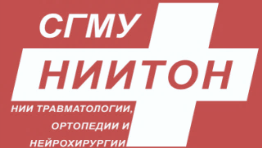 СГМУ
НИИТОН
НИИ ТРАВМАТОЛОГИИ,
ОРТОПЕДИИ И
НЕЙРОХИРУРГИИ